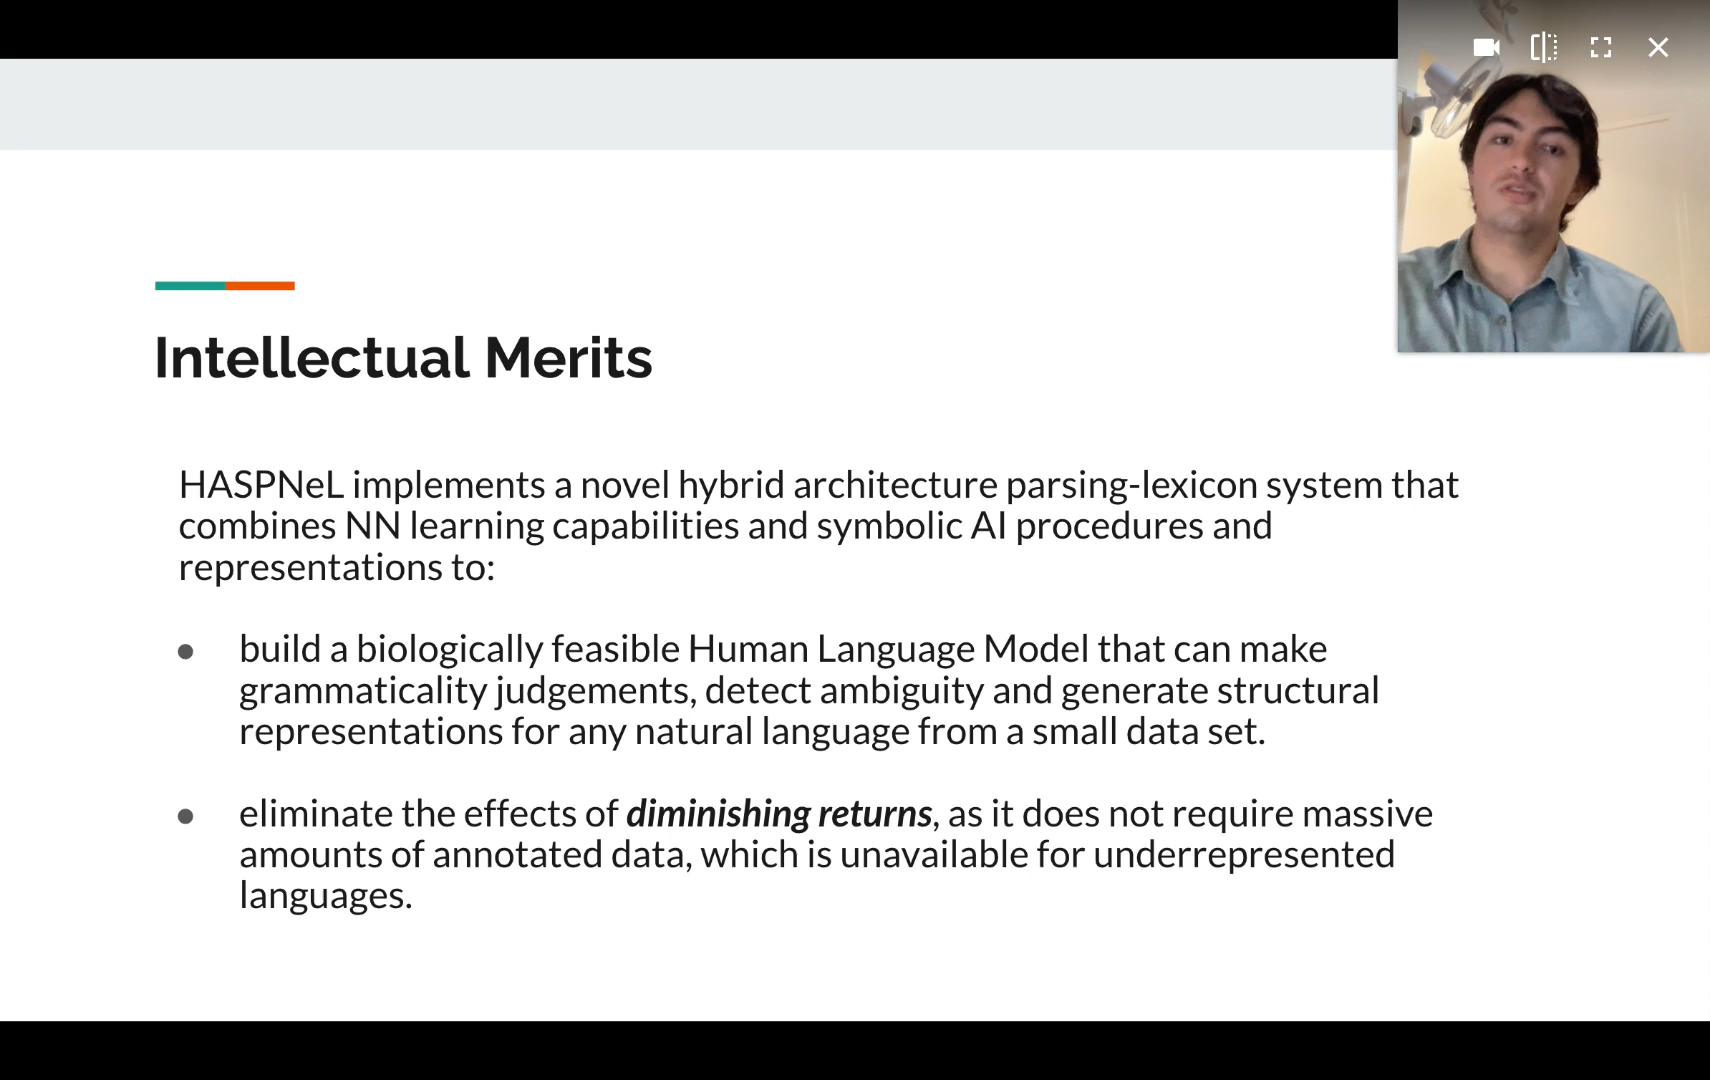 Intellectual Merits
HASPNeL implements a novel hybrid architecture parsing-lexicon system that
combines NN learning capabilities and symbolic AI procedures and
representations to:
● build a biologically feasible Human Language Model that can make
grammaticality judgements, detect ambiguity and generate structural
representations for any natural language from a small data set.
● eliminate the effects of diminishing returns, as it does not require massive
amounts of annotated data, which is unavailable for underrepresented
languages.